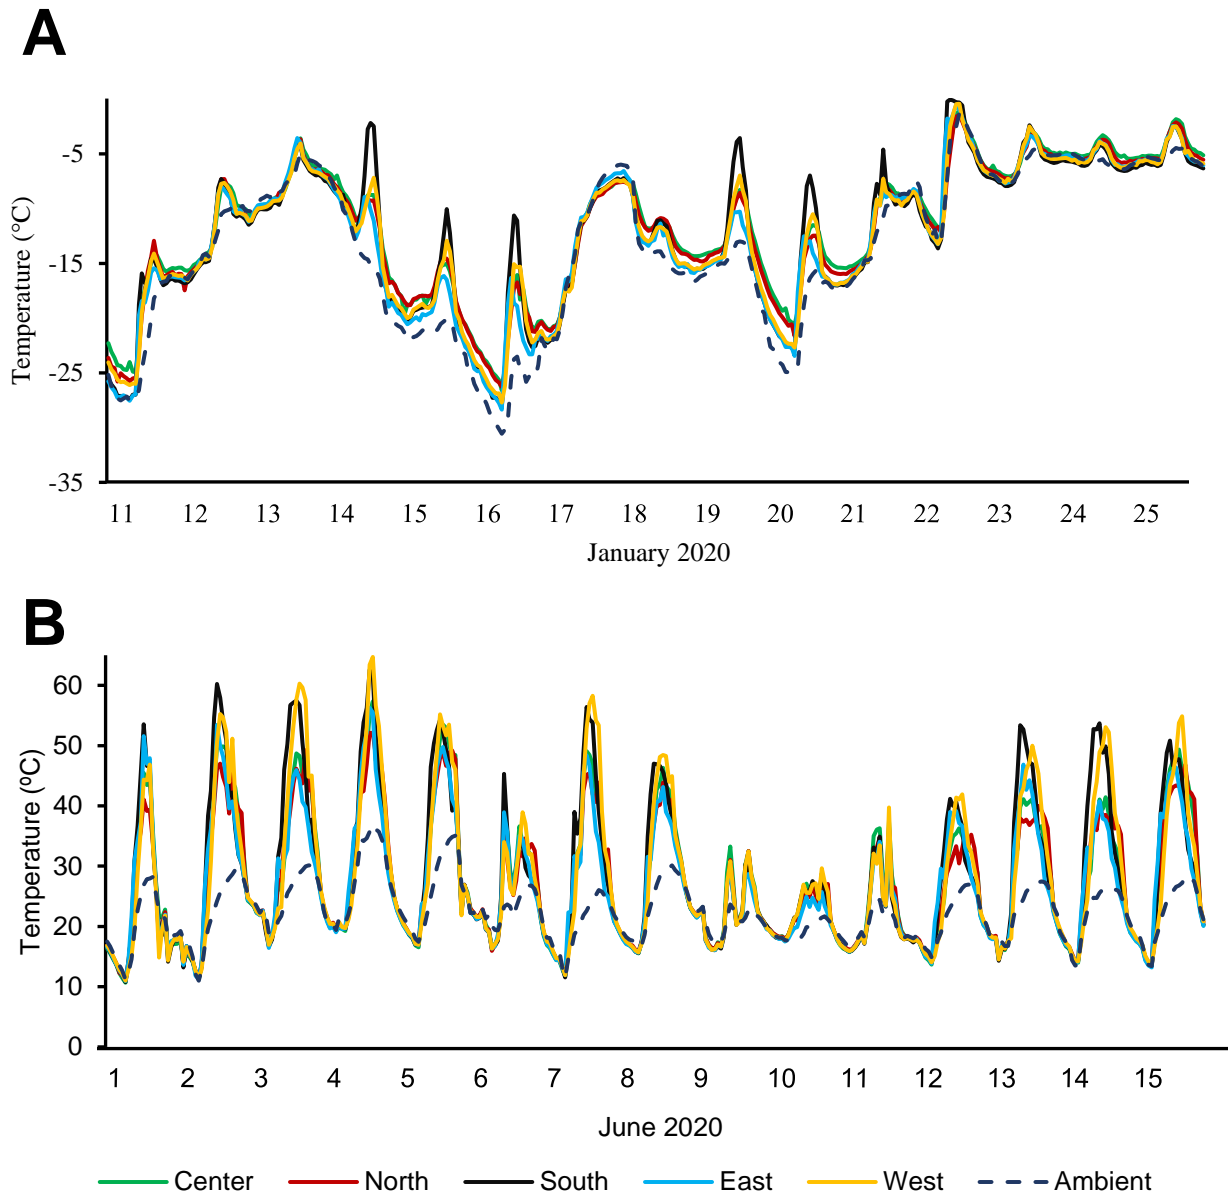 A
-5
-15
-25
-35
Temperature (°C)
11 12 13 14 15 16 17 18 19 20 21 22 23 24 25
January 2020
B
60
50
40
30
20
10
0
Temperature (ºC)
1 2 3 4 5 6 7 8 9 10 11 12 13 14 15
June 2020
Center North South East West Ambient